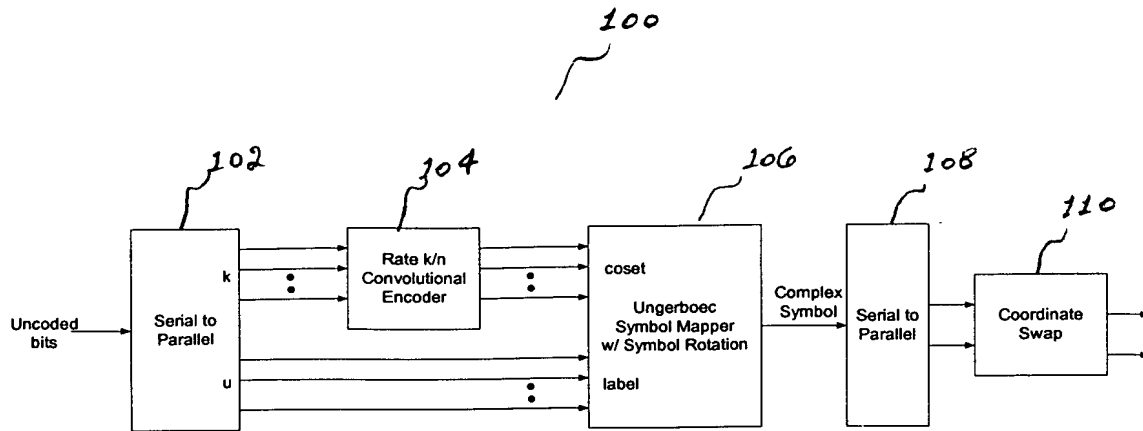 100
102
104
106
108
110
Uncoded
bits
Serial to
Parallel
k
u
Rate k/n
Convolutional
Encoder
coset
Ungerboec
Symbol Mapper
w/ Symbol Rotation
label
Complex
Symbol
Serial to
Parallel
Coordinate
Swap